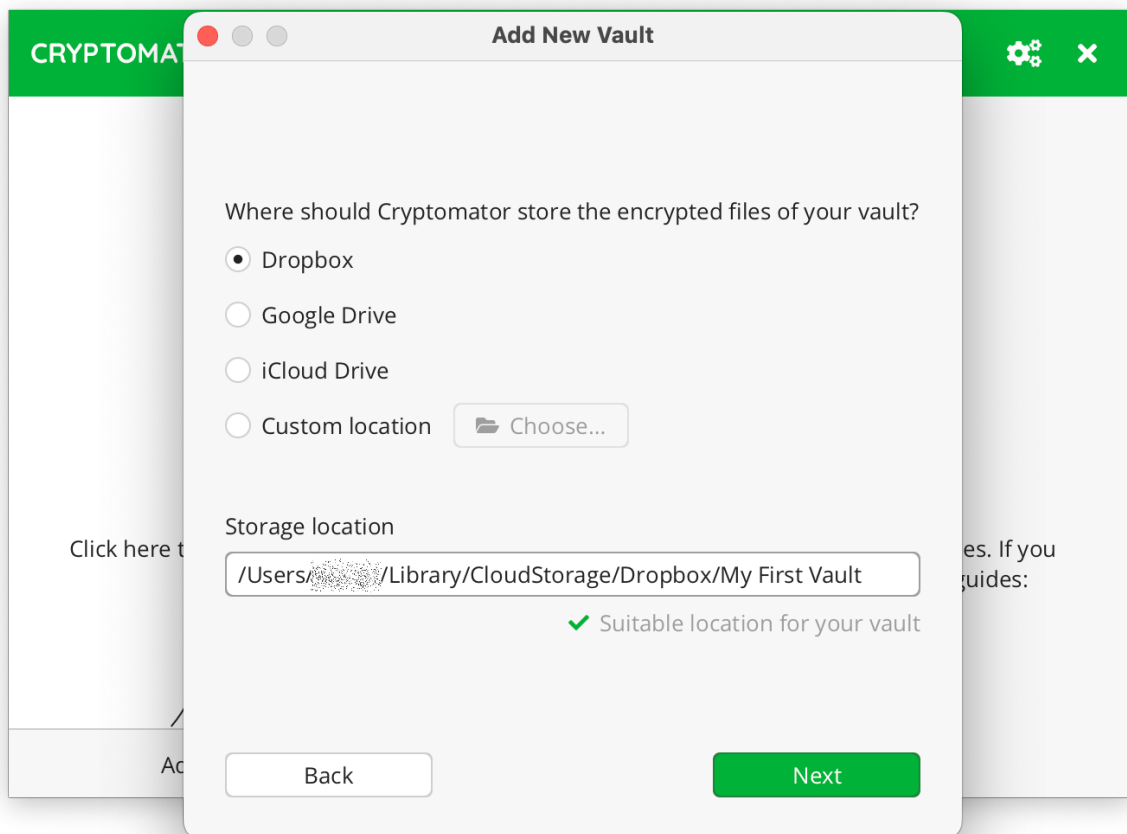 CRYPTOMAT
Add New Vault
Where should Cryptomator store the encrypted files of your vault?
Dropbox
Google Drive
iCloud Drive
Custom location Choose...
Storage location
Click here t es. If you
/Users/ /Library/CloudStorage/Dropbox/My First Vault
guides:
Suitable location for your vault
Ad
Back Next